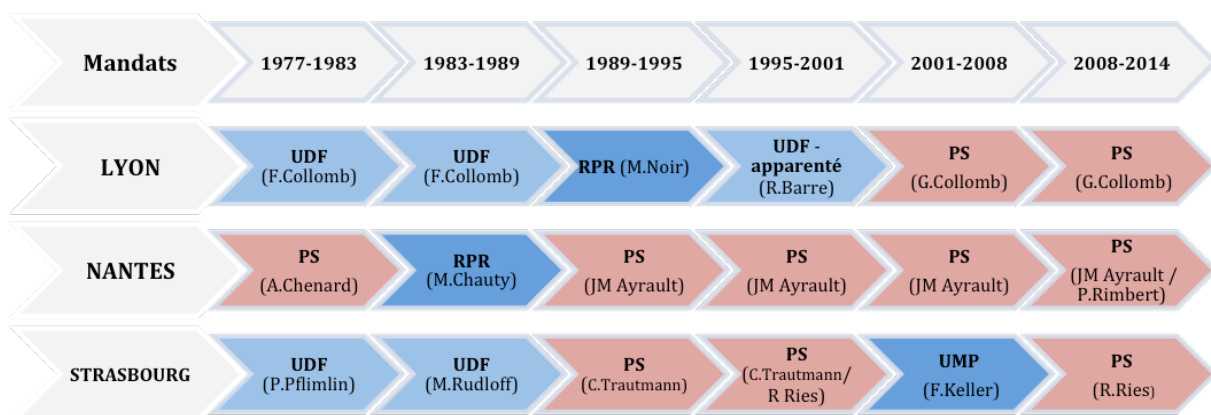 Mandats
1977-1983
1983-1989
1989-1995
1995-2001
2001-2008
2008-2014
LYON
UDF
(F.Collomb)
UDF
(F.Collomb)
RPR (M.Noir)
UDF -
apparenté
(R.Barre)
PS
(G.Collomb)
PS
(G.Collomb)
NANTES
PS
(A.Chenard)
RPR
(M.Chauty)
PS
(JM Ayrault)
PS
(JM Ayrault)
PS
(JM Ayrault)
PS
(JM Ayrault /
P.Rimbert)
STRASBOURG
UDF
(P.Pflimlin)
UDF
(M.Rudloff)
PS
(C.Trautmann)
PS
(C.Trautmann/
R Ries)
UMP
(F.Keller)
PS
(R.Ries)